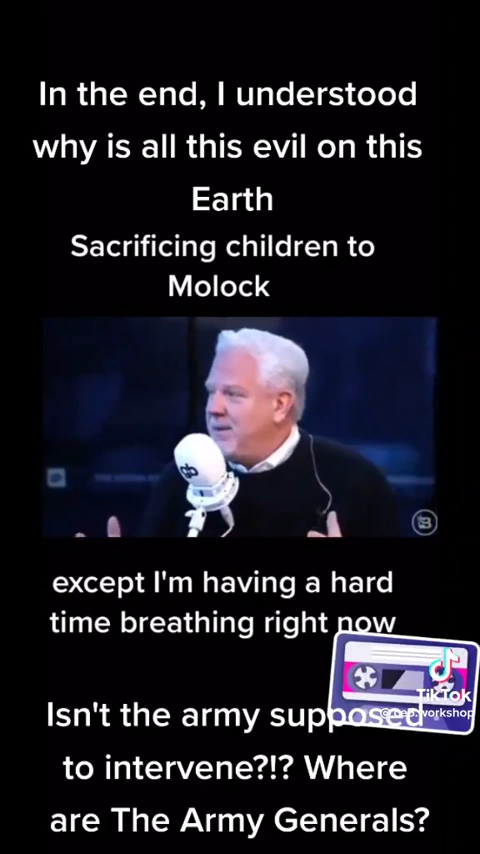 In the end, I understood
why is all this evil on this
Earth
Sacrificing children to
Molock
except I'm having a hard
time breathing right now
Isn't the army supposed
to intervene?!? Where
are The Army Generals?
TikTok